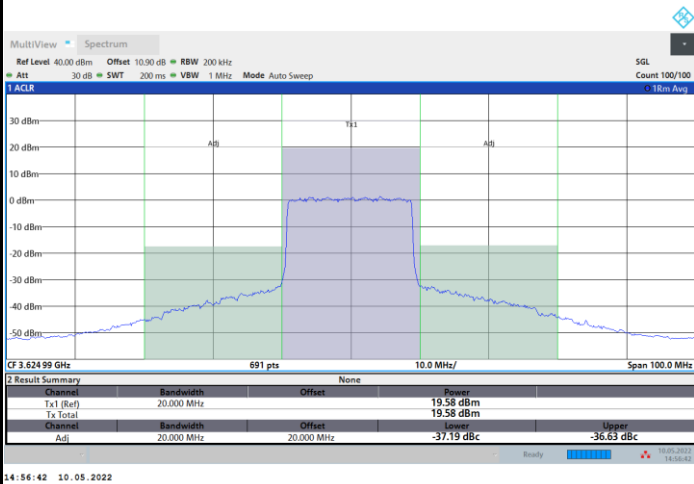 MultiView Spectrum
Ref Level 40.00 dBm Offset 10.90 dB RBW 200 kHz SGL
Att 30 dB SWT 200 ms VBW 1 MHz Mode Auto Sweep Count 100/100
1 ACLR 1Rm Avg
30 dBm
Tx1
20 dBm Adj Adj
10 dBm
0 dBm
-10 dBm
-20 dBm
-30 dBm
-40 dBm
-50 dBm
CF 3.624 99 GHz 691 pts 10.0 MHz/ Span 100.0 MHz
2 Result Summary None
Channel Bandwidth Offset Power
Tx1 (Ref) 20.000 MHz 19.58 dBm
Tx Total 19.58 dBm
Channel Bandwidth Offset Lower Upper
Adj 20.000 MHz 20.000 MHz -37.19 dBc -36.63 dBc
Ready 10.05.2022
14:56:42
14:56:42 10.05.2022